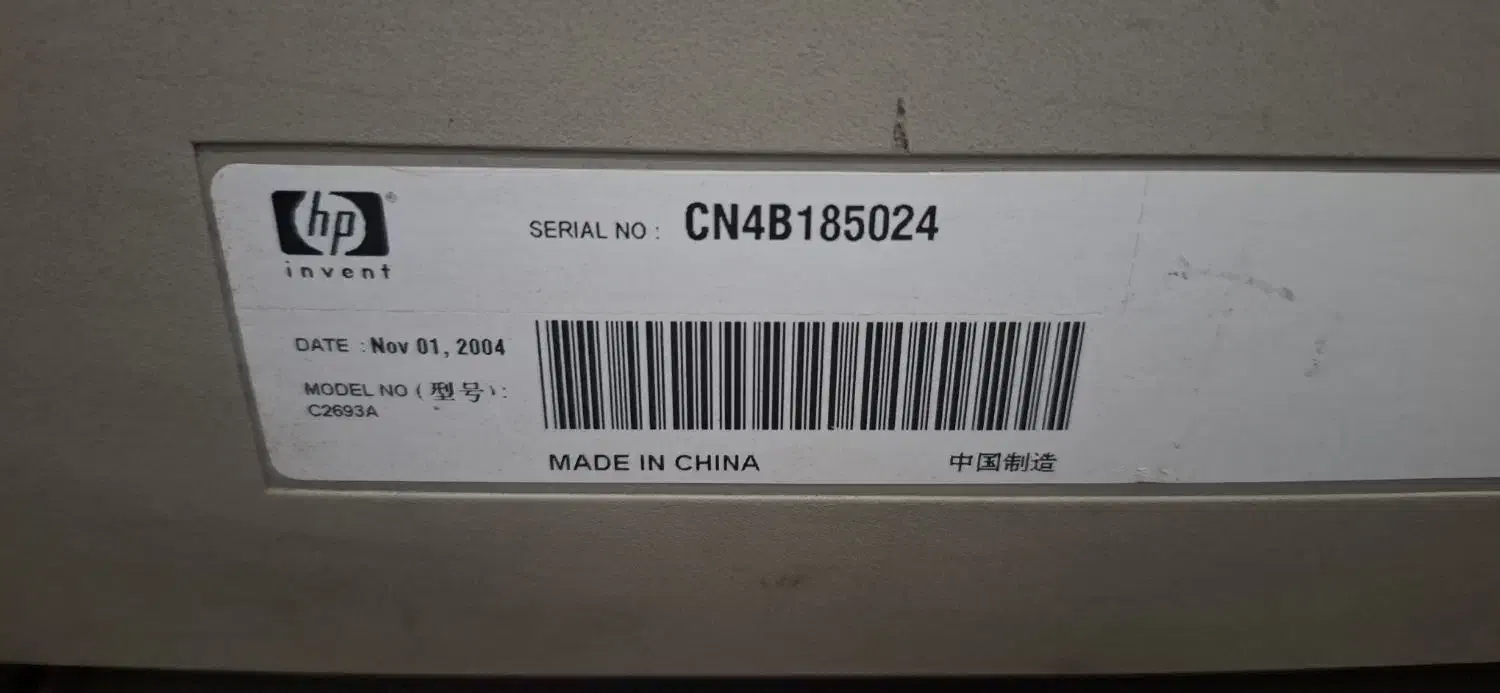 hp®
invent
SERIAL NO : CN4B185024
DATE : Nov 01, 2004
MODEL NO (型号):
C2693A
MADE IN CHINA
中国制造